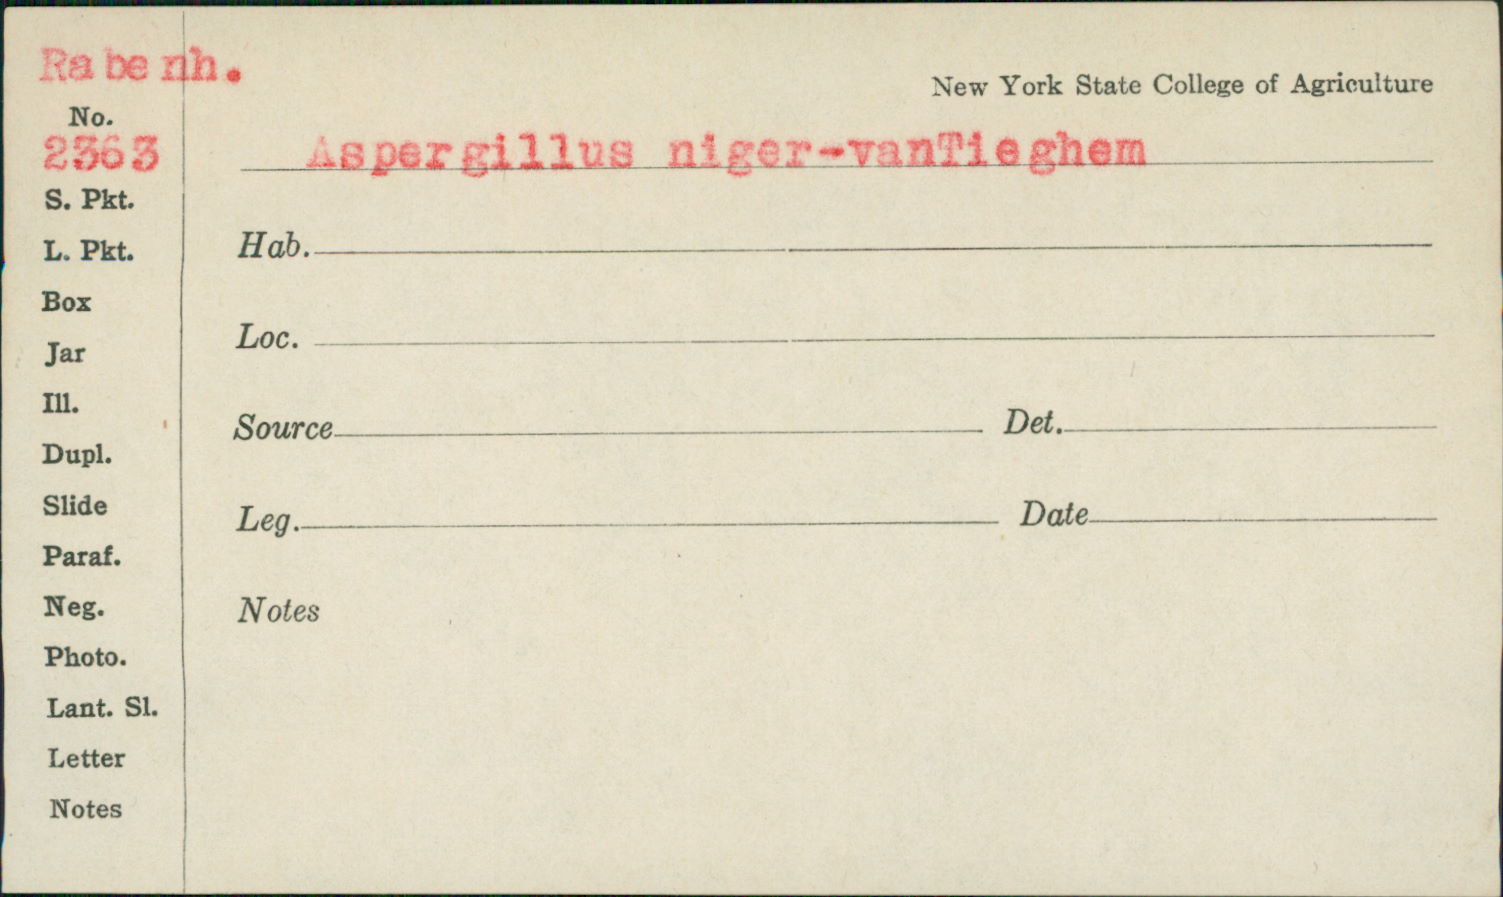 Rabenh.
New York State College of Agriculture
No.
2363
Aspergillus niger-vanTieghem
S. Pkt.
L. Pkt.
Hab.
Box
Loc.
Jar
Ill.
Source Det.
Dupl.
Slide
Leg. Date
Paraf.
Neg.
Notes
Photo.
Lant. Sl.
Letter
Notes